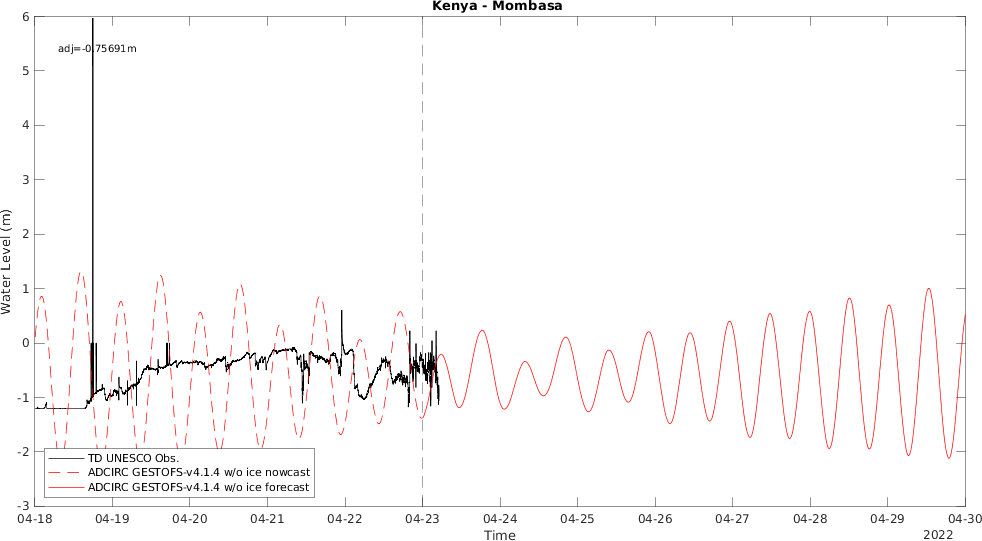 Kenya - Mombasa
6
adj=-0.75691m
5
4
3
2
1
0
-1
-2
-3
Water Level (m)
TD UNESCO Obs.
ADCIRC GESTOFS-v4.1.4 w/o ice nowcast
ADCIRC GESTOFS-v4.1.4 w/o ice forecast
04-18 04-19 04-20 04-21 04-22 04-23 04-24 04-25 04-26 04-27 04-28 04-29 04-30
Time
2022